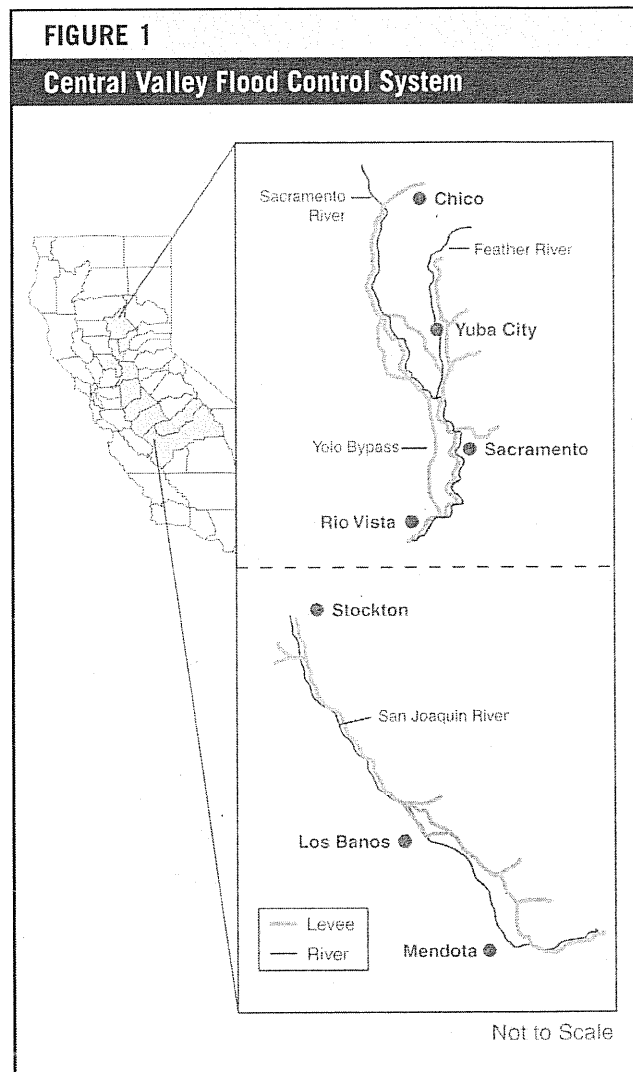 FIGURE 1
Central Valley Flood Control System
Sacramento
River
Chico
Feather River
Yuba City
Yolo Bypass
Sacramento
Rio Vista
Stockton
San Joaquin River
Los Banos
Levee
River
Mendota
Not to Scale